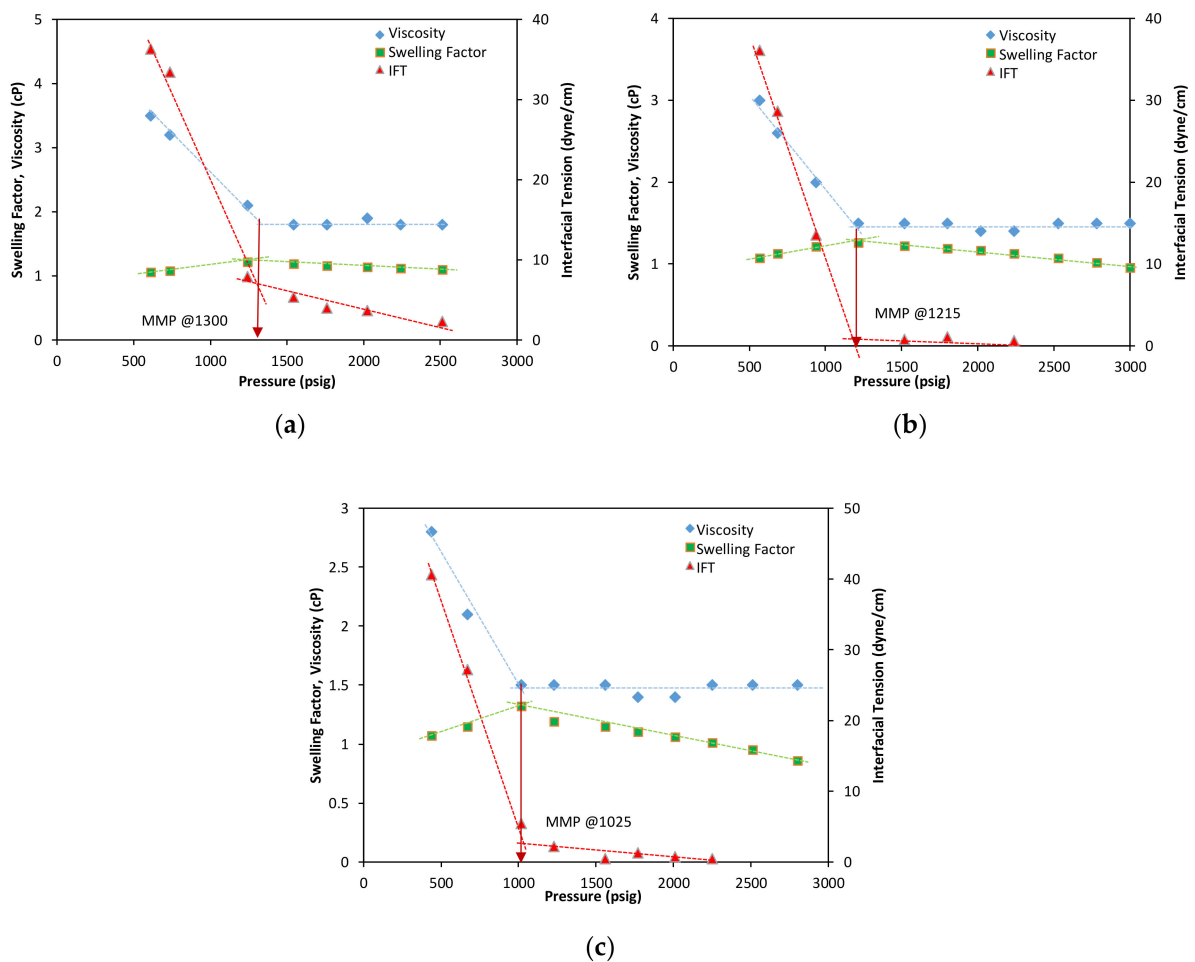 5
4
3
2
1
0
Swelling Factor, Viscosity (cP)
40
30
20
10
0
Interfacial Tension (dyne/cm)
Viscosity
Swelling Factor
IFT
MMP @1300
0 500 1000 1500 2000 2500 3000
Pressure (psig)
(a)
4
3
2
1
0
Swelling Factor, Viscosity (cP)
40
30
20
10
0
Interfacial Tension (dyne/cm)
Viscosity
Swelling Factor
IFT
MMP @1215
0 500 1000 1500 2000 2500 3000
Pressure (psig)
(b)
3
2.5
2
1.5
1
0.5
0
Swelling Factor, Viscosity (cP)
50
40
30
20
10
0
Interfacial Tension (dyne/cm)
Viscosity
Swelling Factor
IFT
MMP @1025
0 500 1000 1500 2000 2500 3000
Pressure (psig)
(c)